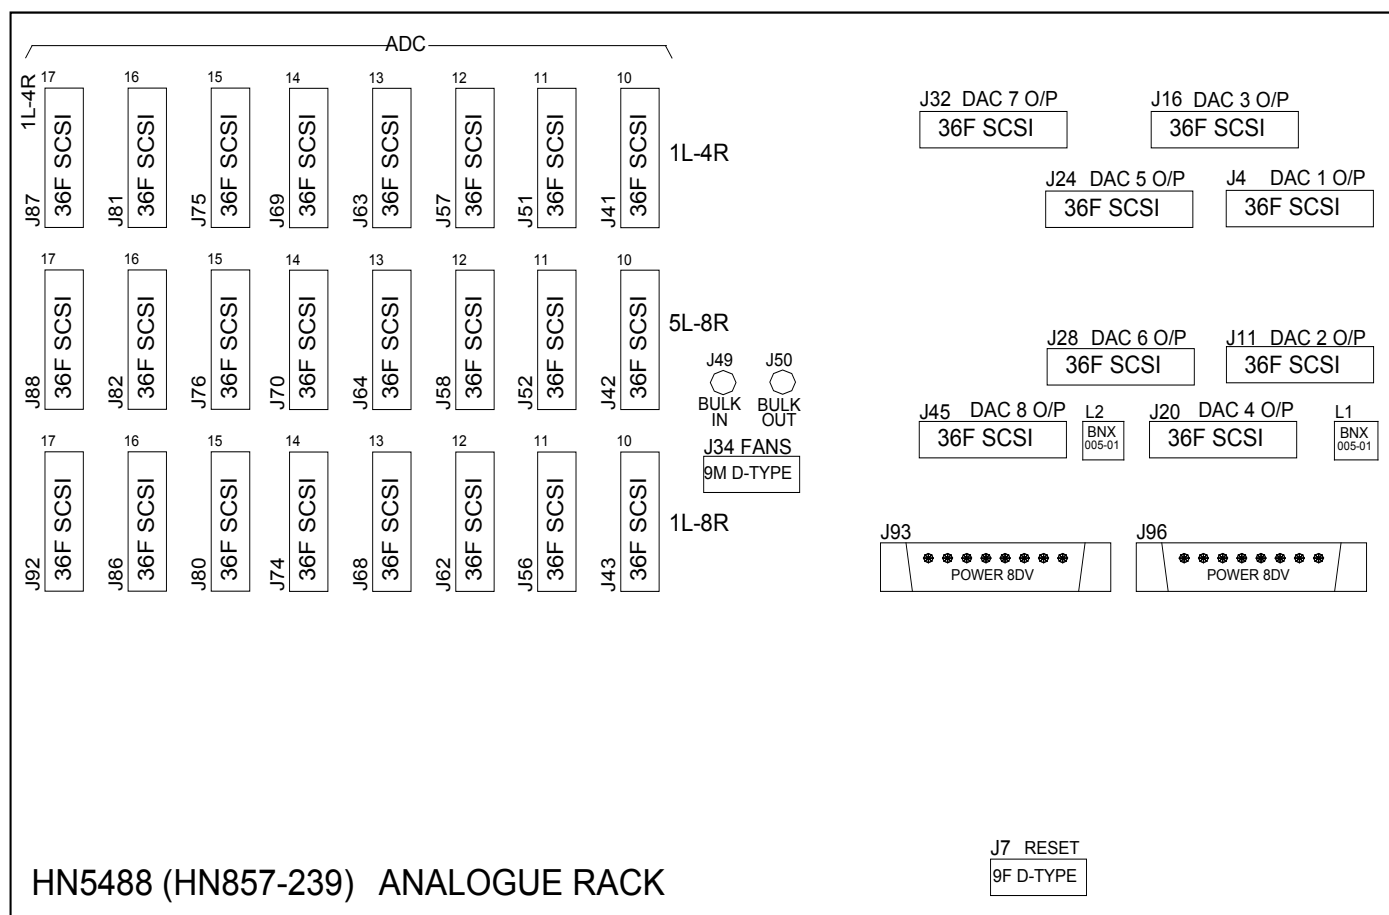 ADC
1L-4R
17 16 15 14 13 12 11 10
J87 36F SCSI
J81 36F SCSI
J75 36F SCSI
J69 36F SCSI
J63 36F SCSI
J57 36F SCSI
J51 36F SCSI
J41 36F SCSI
1L-4R
17 16 15 14 13 12 11 10
J88 36F SCSI
J82 36F SCSI
J76 36F SCSI
J70 36F SCSI
J64 36F SCSI
J58 36F SCSI
J52 36F SCSI
J42 36F SCSI
5L-8R
17 16 15 14 13 12 11 10
J92 36F SCSI
J86 36F SCSI
J80 36F SCSI
J74 36F SCSI
J68 36F SCSI
J62 36F SCSI
J56 36F SCSI
J43 36F SCSI
1L-8R
J49
BULK
IN
J50
BULK
OUT
J34 FANS
9M D-TYPE
J32 DAC 7 O/P
36F SCSI
J16 DAC 3 O/P
36F SCSI
J24 DAC 5 O/P
36F SCSI
J4 DAC 1 O/P
36F SCSI
J28 DAC 6 O/P
36F SCSI
J11 DAC 2 O/P
36F SCSI
J45 DAC 8 O/P
36F SCSI
L2
BNX
005-01
J20 DAC 4 O/P
36F SCSI
L1
BNX
005-01
J93
POWER 8DV
J96
POWER 8DV
J7 RESET
9F D-TYPE
HN5488 (HN857-239) ANALOGUE RACK